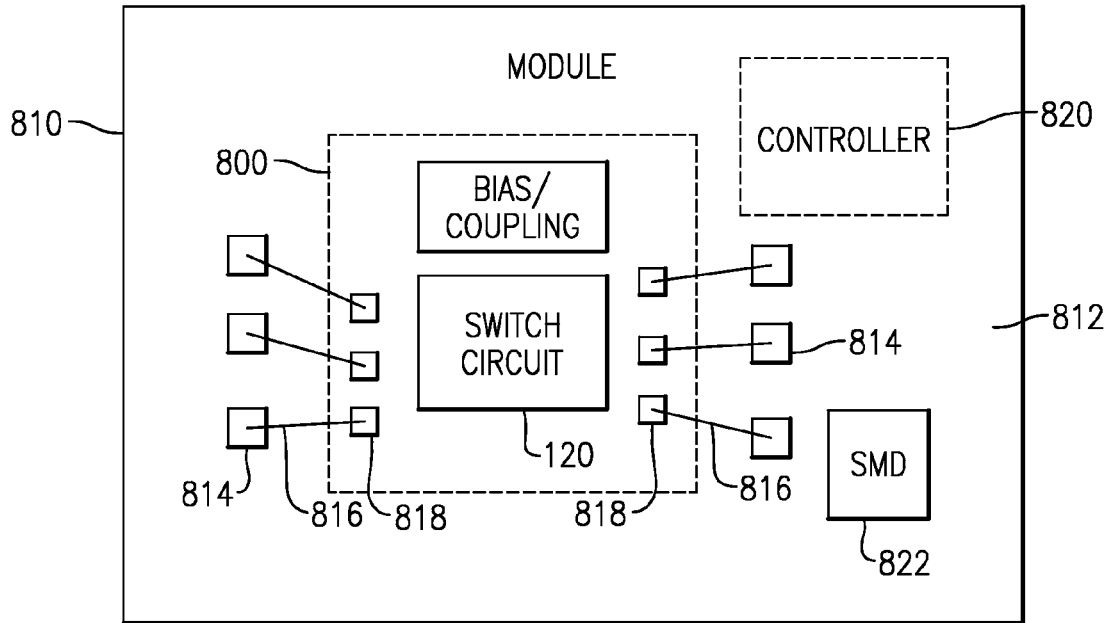 MODULE
810
800
BIAS/
COUPLING
CONTROLLER
820
SWITCH
CIRCUIT
812
814
814
816
818
120
818
816
SMD
822